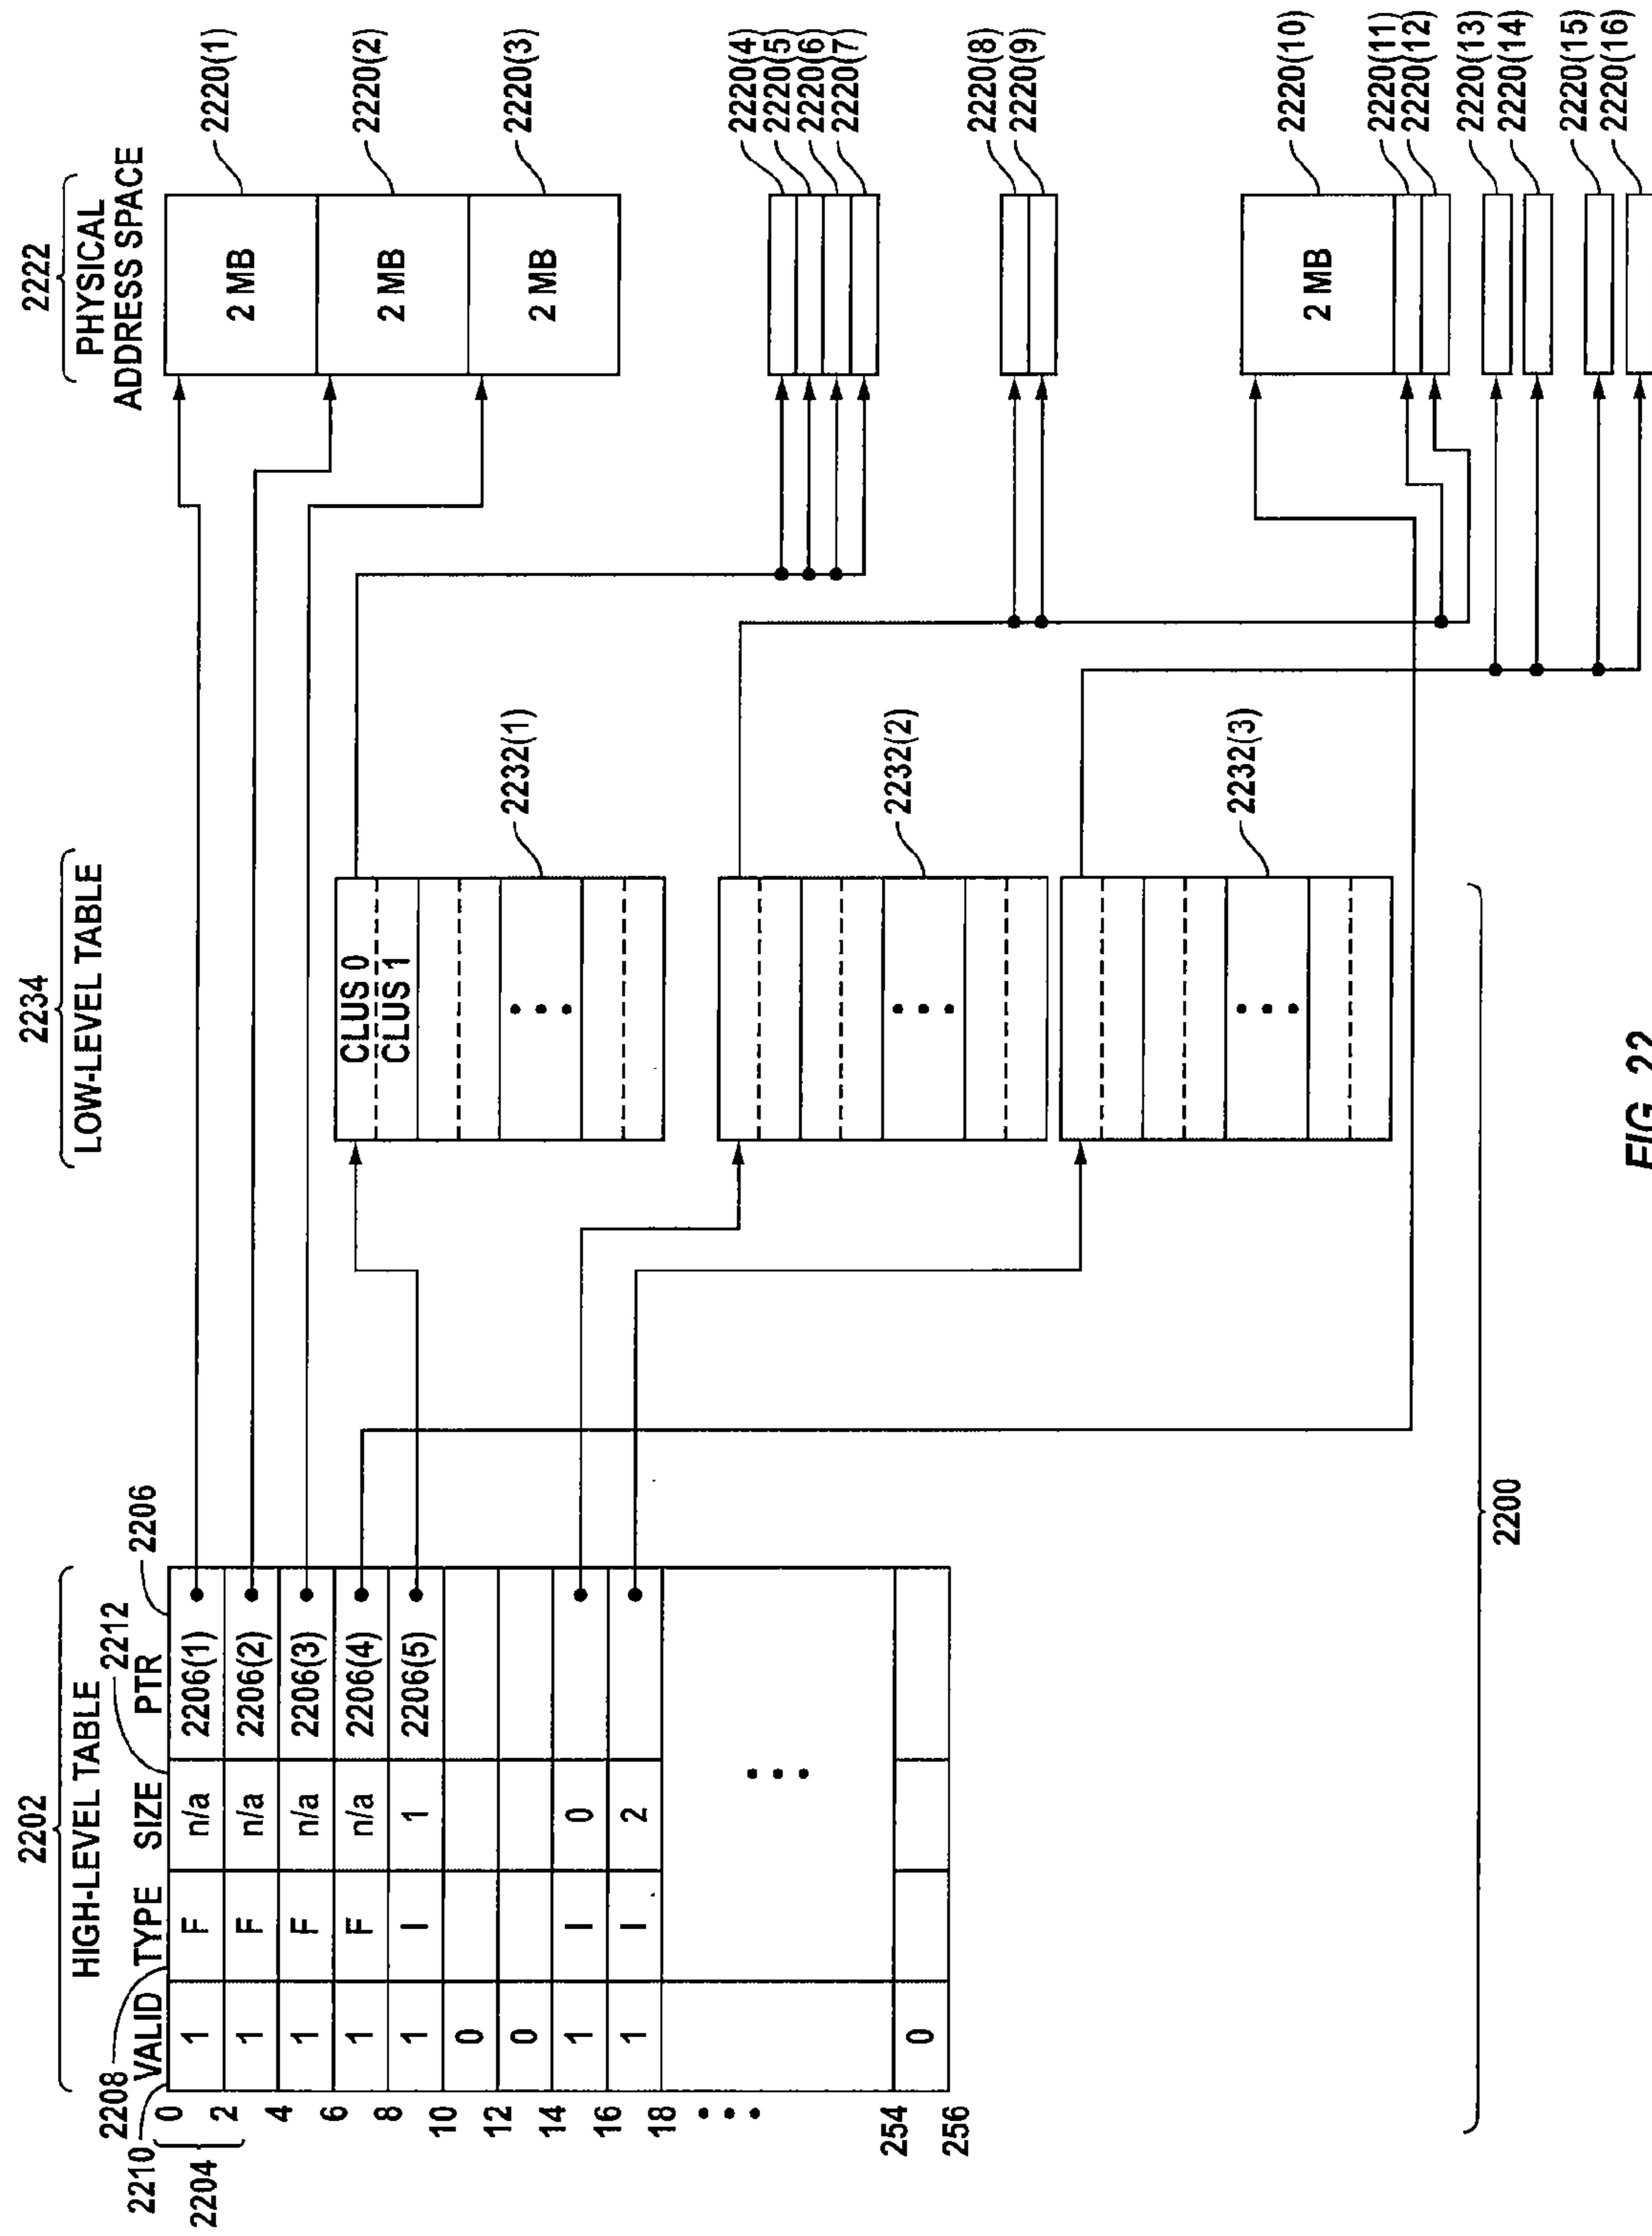 2202
HIGH-LEVEL TABLE
2210
2208
2212
2206
2204
VALID TYPE SIZE PTR
0
1 F n/a 2206(1)
2
1 F n/a 2206(2)
4
1 F n/a 2206(3)
6
1 F n/a 2206(4)
8
1 I 1 2206(5)
10
0
12
0
14
1 I 0
16
1 I 2
18
254
0
256
2234
LOW-LEVEL TABLE
CLUS 0
CLUS 1
2232(1)
2232(2)
2232(3)
2222
PHYSICAL
ADDRESS SPACE
2 MB 2220(1)
2 MB 2220(2)
2 MB 2220(3)
2220(4)
2220(5)
2220(6)
2220(7)
2220(8)
2220(9)
2 MB 2220(10)
2220(11)
2220(12)
2220(13)
2220(14)
2220(15)
2220(16)
2200
FIG. 22